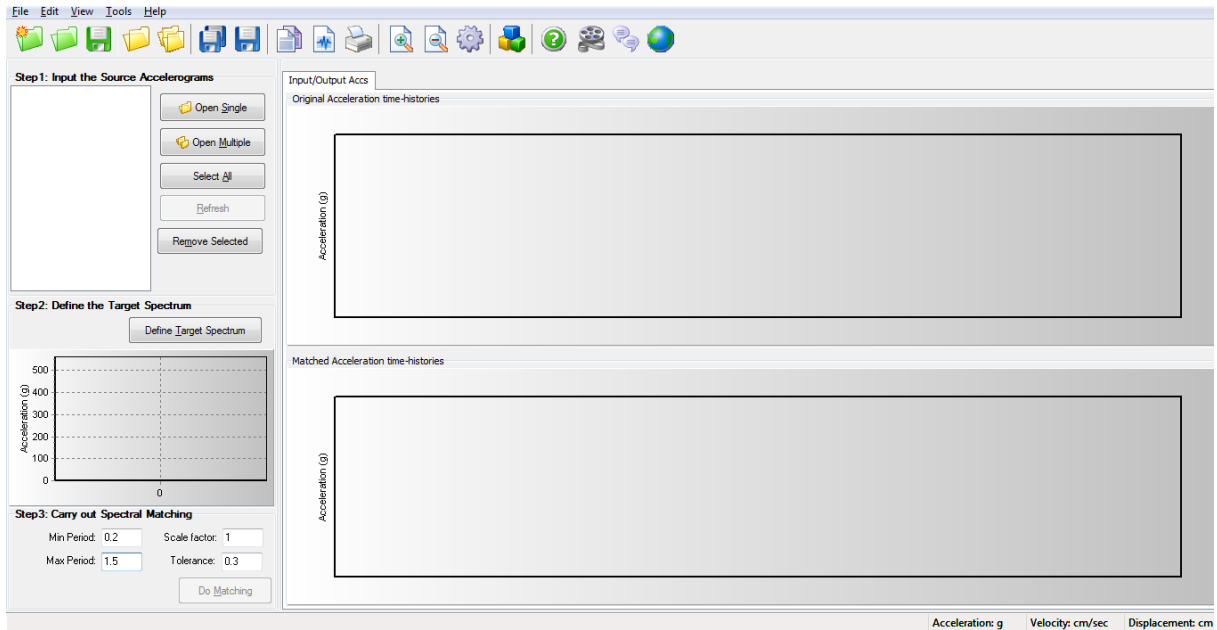 File Edit View Tools Help
Step1: Input the Source Accelerograms
Open Single
Open Multiple
Select All
Refresh
Remove Selected
Step2: Define the Target Spectrum
Define Target Spectrum
500
400
300
200
100
0
Acceleration (g)
0
Step3: Carry out Spectral Matching
Min Period: 0.2 Scale factor: 1
Max Period: 1.5 Tolerance: 0.3
Do Matching
Input/Output Accs
Original Acceleration time-histories
Acceleration (g)
Matched Acceleration time-histories
Acceleration (g)
Acceleration: g Velocity: cm/sec Displacement: cm